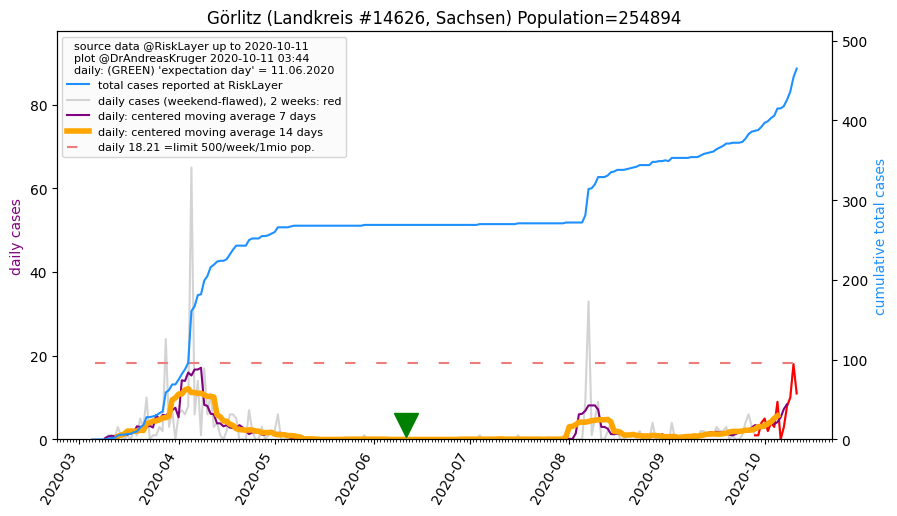 Görlitz (Landkreis #14626, Sachsen) Population=254894
source data @RiskLayer up to 2020-10-11
plot @DrAndreasKruger 2020-10-11 03:44
daily: (GREEN) 'expectation day' = 11.06.2020
total cases reported at RiskLayer
daily cases (weekend-flawed), 2 weeks: red
daily: centered moving average 7 days
daily: centered moving average 14 days
daily 18.21 =limit 500/week/1mio pop.
daily cases
80
60
40
20
0
500
400
300
200
100
0
cumulative total cases
2020-03
2020-04
2020-05
2020-06
2020-07
2020-08
2020-09
2020-10